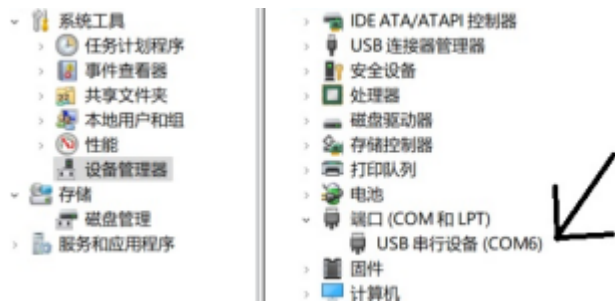 系统工具
任务计划程序
事件查看器
共享文件夹
本地用户和组
性能
设备管理器
存储
磁盘管理
服务和应用程序
IDE ATA/ATAPI 控制器
USB 连接器管理器
安全设备
处理器
磁盘驱动器
存储控制器
打印队列
电池
端口 (COM 和 LPT)
USB 串行设备 (COM6)
固件
计算机